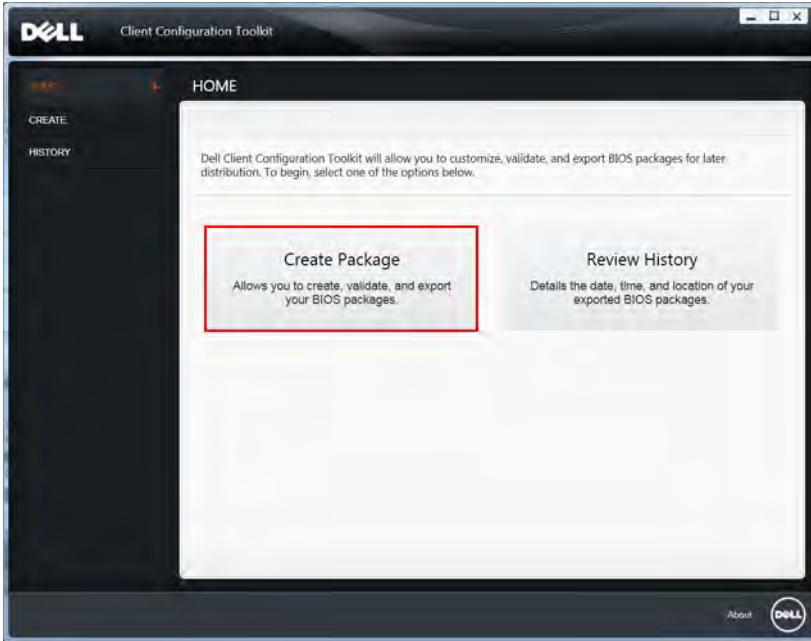 DELL
Client Configuration Toolkit
HOME
HOME
CREATE
HISTORY
Dell Client Configuration Toolkit will allow you to customize, validate, and export BIOS packages for later
distribution. To begin, select one of the options below.
Create Package
Allows you to create, validate, and export
your BIOS packages.
Review History
Details the date, time, and location of your
exported BIOS packages.
About
DELL